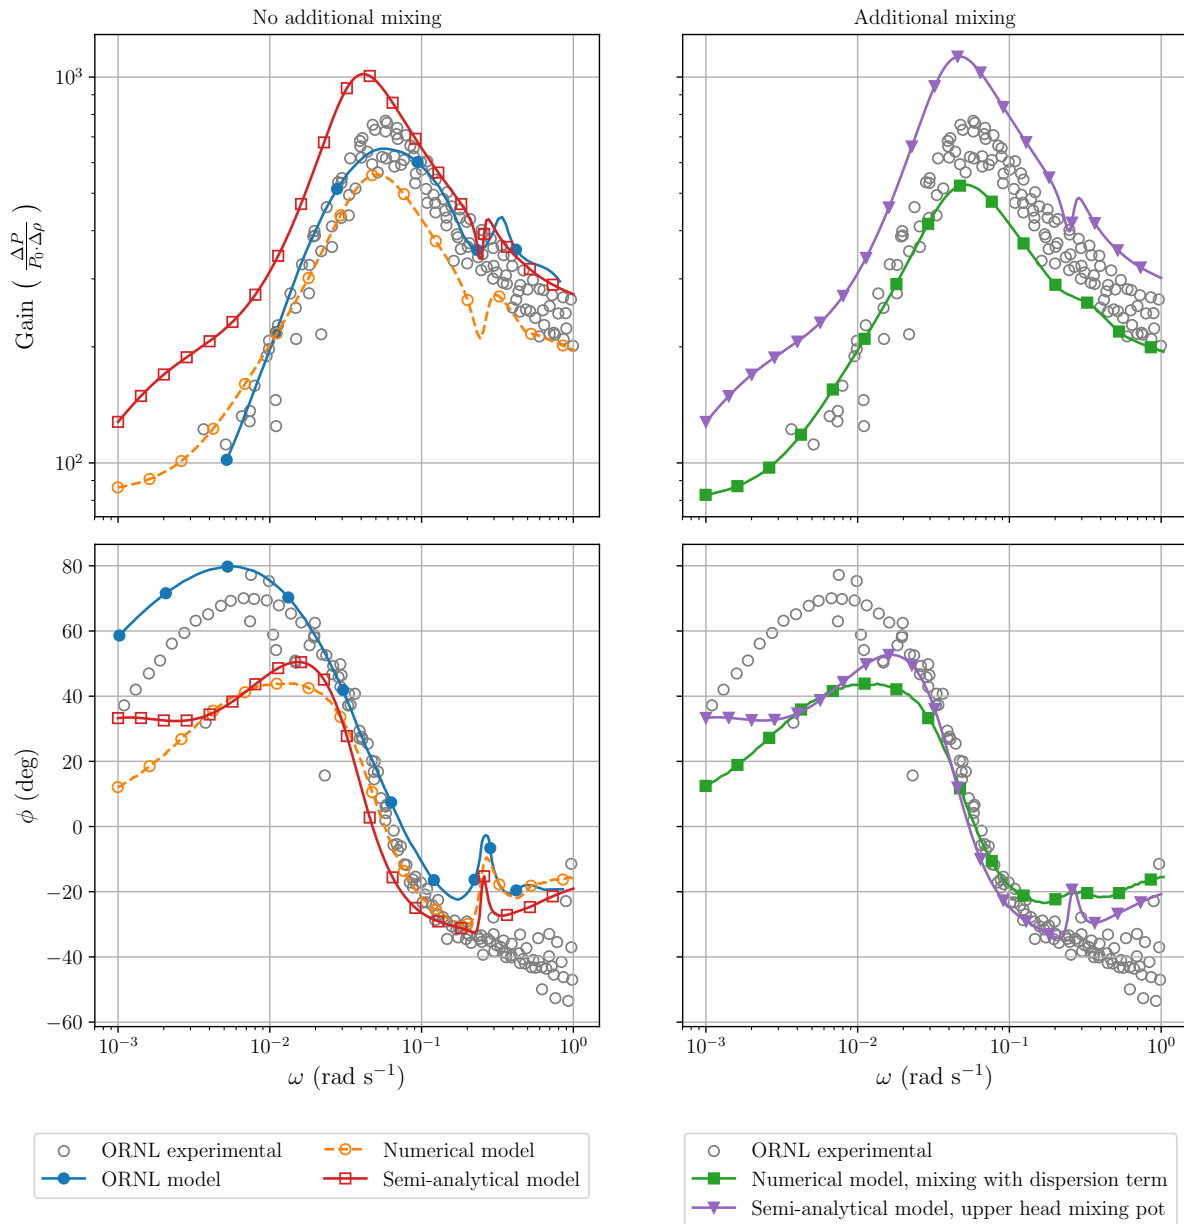 No additional mixing
Additional mixing
Gain ( ΔP / P₀·Δρ )
10³
10²
ϕ (deg)
80
60
40
20
0
−20
−40
−60
10⁻³ 10⁻² 10⁻¹ 10⁰
10⁻³ 10⁻² 10⁻¹ 10⁰
ω (rad s⁻¹)
ω (rad s⁻¹)
ORNL experimental
ORNL model
Numerical model
Semi-analytical model
ORNL experimental
Numerical model, mixing with dispersion term
Semi-analytical model, upper head mixing pot